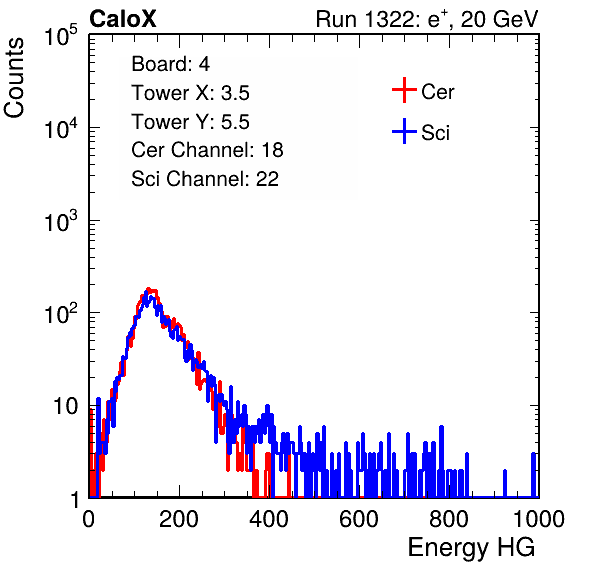 CaloX Run 1322: e⁺, 20 GeV
Counts
Board: 4
Tower X: 3.5
Tower Y: 5.5
Cer Channel: 18
Sci Channel: 22
Cer
Sci
10⁵
10⁴
10³
10²
10
1
0 200 400 600 800 1000
Energy HG